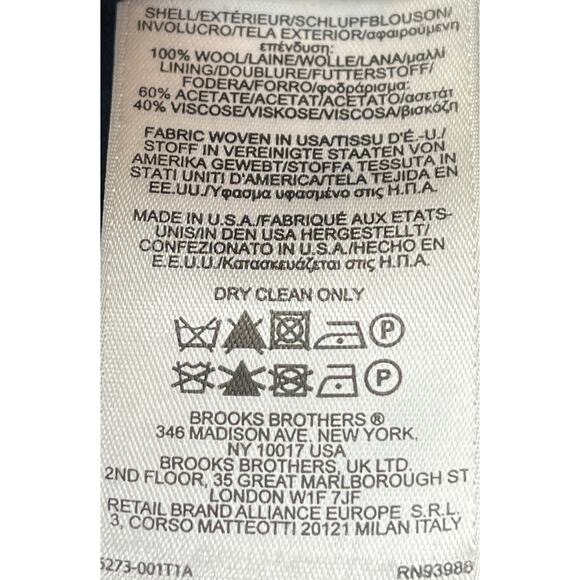 SHELL/EXTÉRIEUR/SCHLUPFBLOUSON/
INVOLUCRO/TELA EXTERIOR/αφαιρούμενη
επένδυση:
100% WOOL/LAINE/WOLLE/LANA/μαλλί
LINING/DOUBLURE/FUTTERSTOFF/
FODERA/FORRO/φοδράρισμα:
60% ACETATE/ACETAT/ACETATO/ασετάτ
40% VISCOSE/VISKOSE/VISCOSA/βισκόζη
FABRIC WOVEN IN USA/TISSU D'É.-U./
STOFF IN VEREINIGTE STAATEN VON
AMERIKA GEWEBT/STOFFA TESSUTA IN
STATI UNITI D'AMERICA/TELA TEJIDA EN
EE.UU./Υφασμα υφασμένο στις Η.Π.Α.
MADE IN U.S.A./FABRIQUÉ AUX ETATS-
UNIS/IN DEN USA HERGESTELLT/
CONFEZIONATO IN U.S.A./HECHO EN
E.E.U.U./Κατασκευάζεται στις Η.Π.Α.
DRY CLEAN ONLY
P
P
BROOKS BROTHERS ®
346 MADISON AVE. NEW YORK,
NY 10017 USA
BROOKS BROTHERS, UK LTD.
2ND FLOOR, 35 GREAT MARLBOROUGH ST
LONDON W1F 7JF
RETAIL BRAND ALLIANCE EUROPE S.R.L.
3, CORSO MATTEOTTI 20121 MILAN ITALY
5273-001T1A RN93988